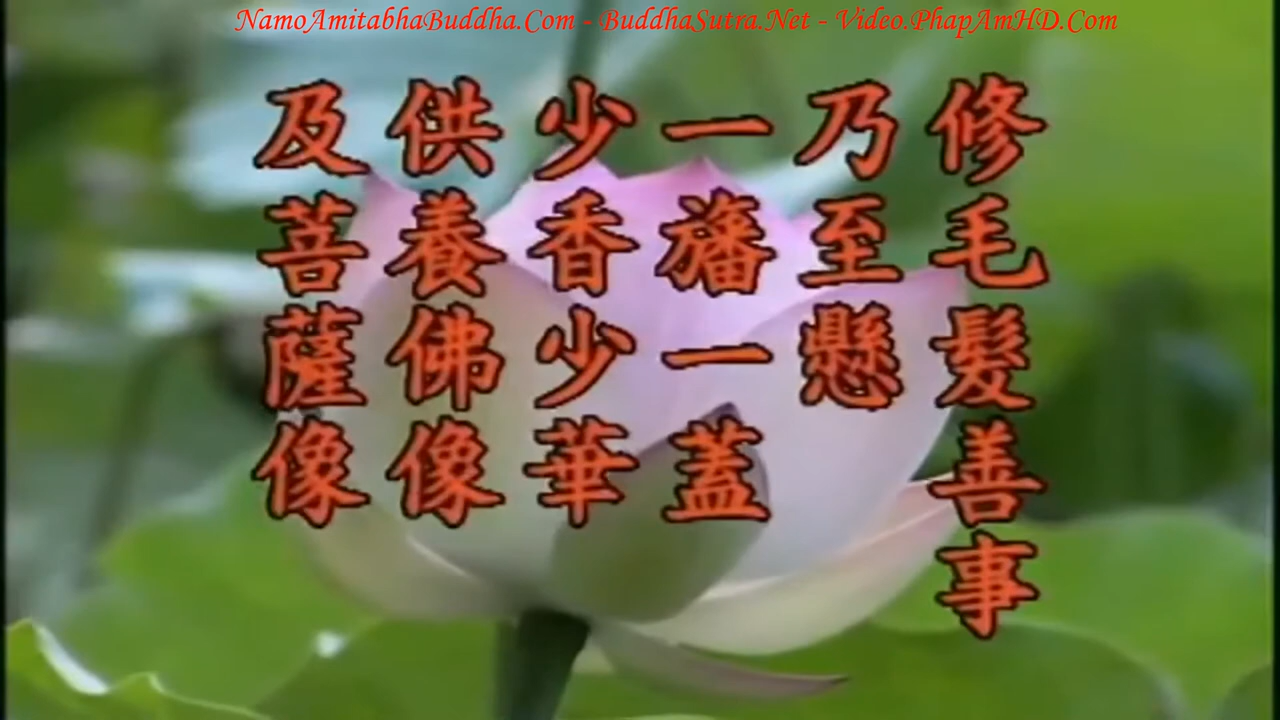 NamoAmitabhaBuddha.Com - BuddhaSutra.Net - Video.PhapAmHD.Com
修毛髮善事
乃至懸
一旛一蓋
少香少華
供養佛像
及菩薩像